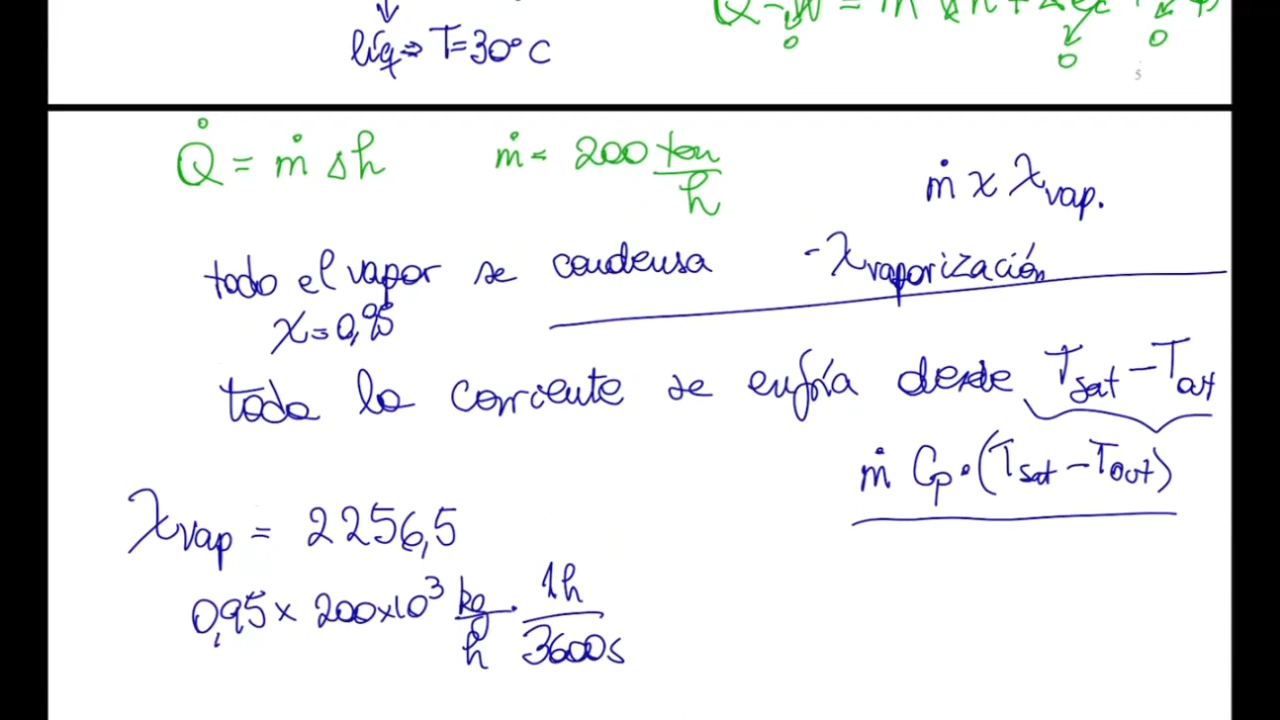 líq ⇒ T=30°C
Q̇ = ṁ Δh ṁ = 200 ton/h
ṁ x λvap.
todo el vapor se condensa -λvaporización
x=0,95
toda la corriente se enfría desde Tsat - Tout
ṁ Cp·(Tsat - Tout)
λvap = 2256,5
0,95 × 200×10³ kg/h · 1h/3600s